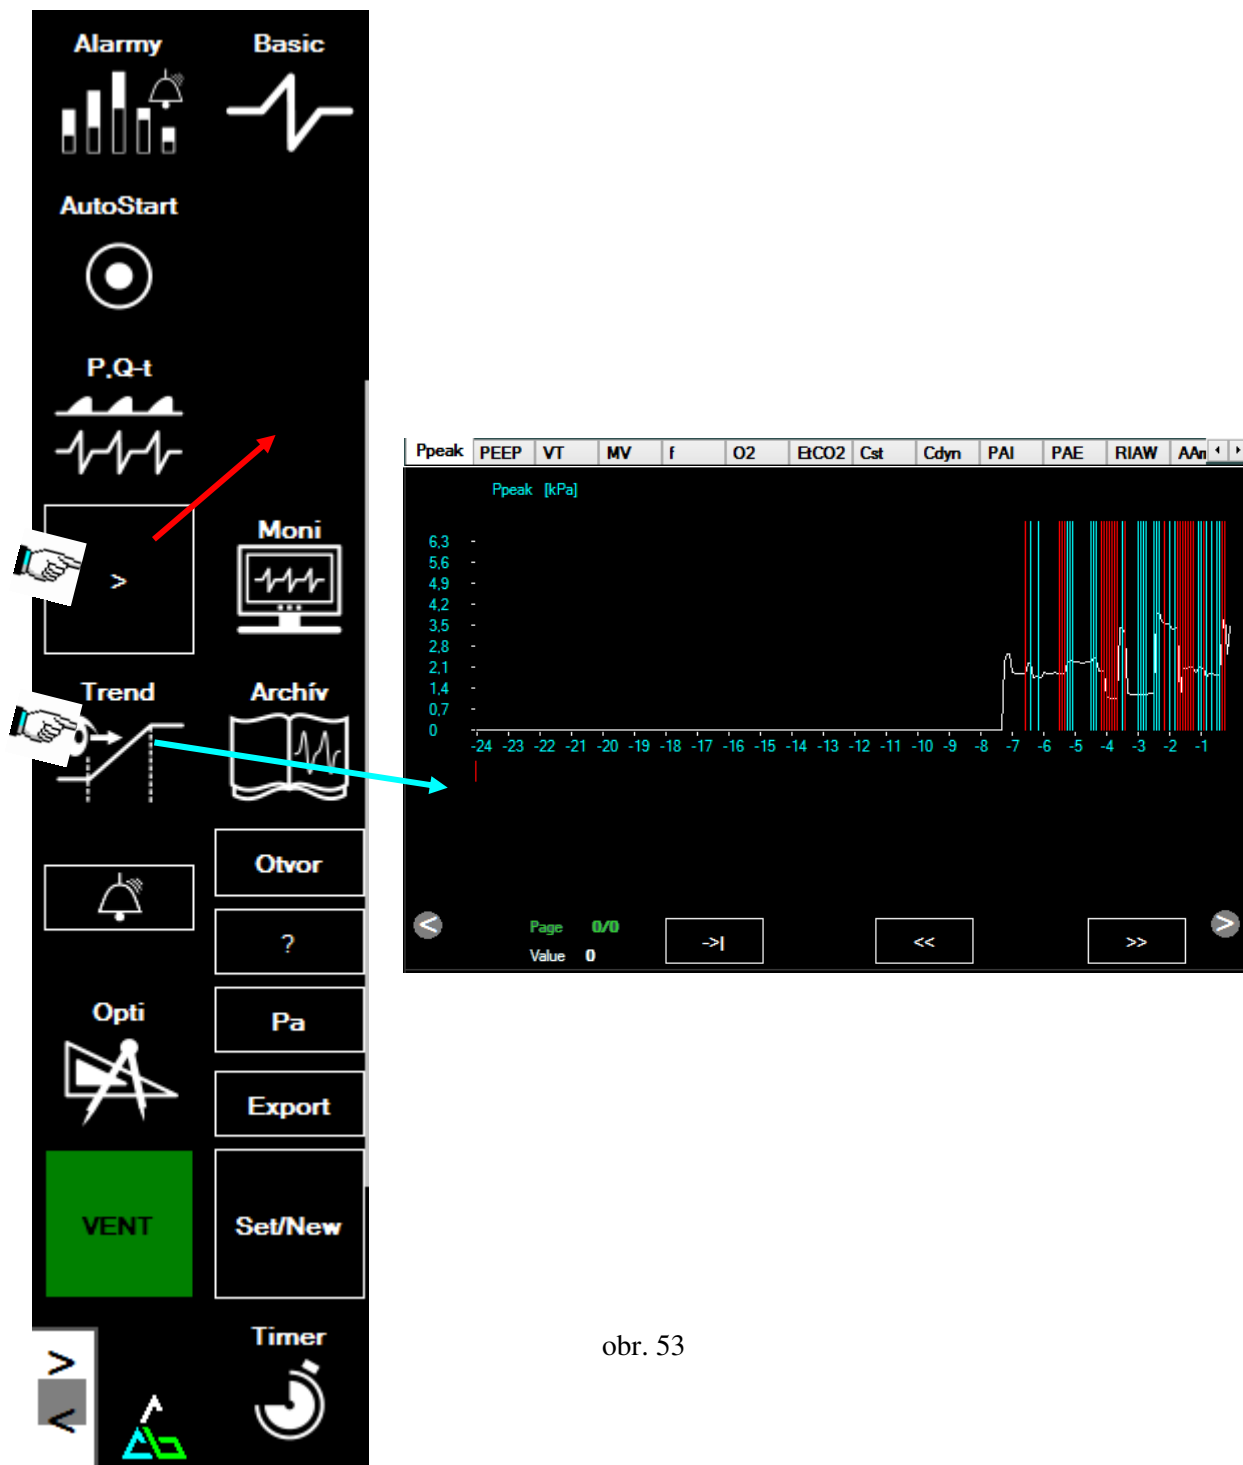 Alarmy Basic
AutoStart
P,Q-t
>
Moni
Trend Archív
Otvor
?
Opti
Pa
Export
VENT Set/New
Timer
>
<
Ppeak PEEP VT MV f O2 EtCO2 Cst Cdyn PAI PAE RIAW
Ppeak [kPa]
6,3 -
5,6 -
4,9 -
4,2 -
3,5 -
2,8 -
2,1 -
1,4 -
0,7 -
0 -
-24 -23 -22 -21 -20 -19 -18 -17 -16 -15 -14 -13 -12 -11 -10 -9 -8 -7 -6 -5 -4 -3 -2 -1
< Page 0/0 >
Value 0
->| << >>
obr. 53